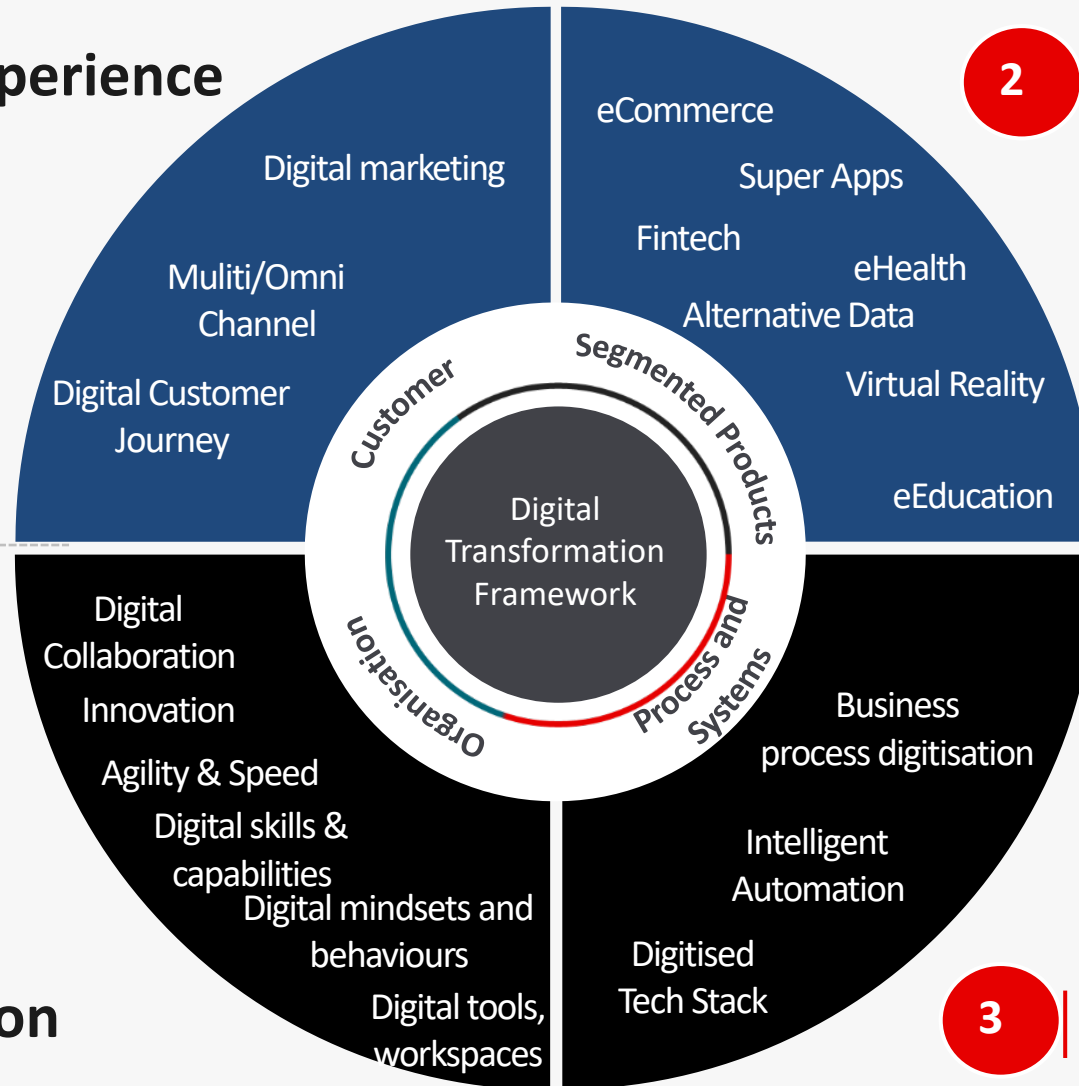 perience
2
Digital marketing
Muliti/Omni
Channel
Digital Customer
Journey
eCommerce
Super Apps
Fintech
eHealth
Alternative Data
Virtual Reality
eEducation
Customer
Segmented Products
Digital
Transformation
Framework
Organisation
Process and
Systems
Digital
Collaboration
Innovation
Agility & Speed
Digital skills &
capabilities
Digital mindsets and
behaviours
Digital tools,
workspaces
Business
process digitisation
Intelligent
Automation
Digitised
Tech Stack
on
3